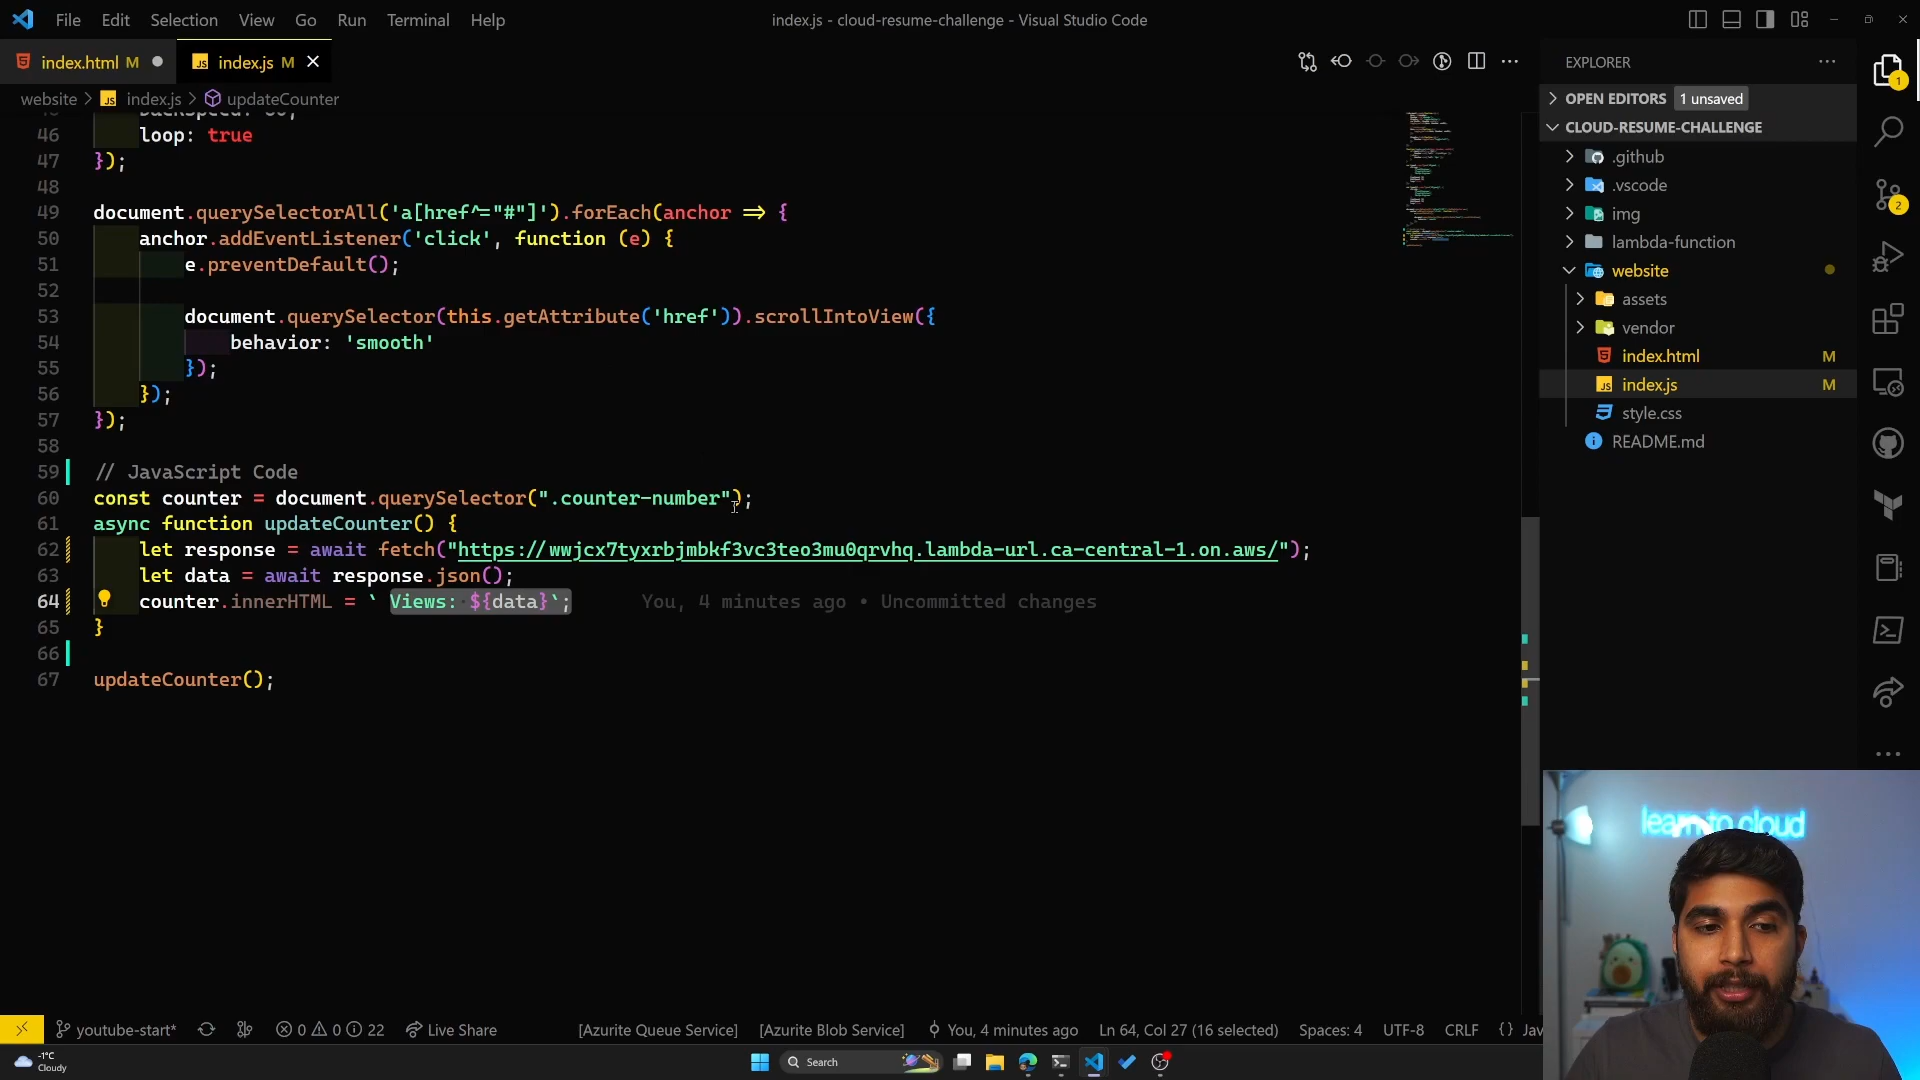 File Edit Selection View Go Run Terminal Help
index.js - cloud-resume-challenge - Visual Studio Code
index.html M
index.js M
website > index.js > updateCounter
46 loop: true
47 });
48
49 document.querySelectorAll('a[href^="#"]').forEach(anchor => {
50 anchor.addEventListener('click', function (e) {
51 e.preventDefault();
52
53 document.querySelector(this.getAttribute('href')).scrollIntoView({
54 behavior: 'smooth'
55 });
56 });
57 });
58
59 // JavaScript Code
60 const counter = document.querySelector(".counter-number");
61 async function updateCounter() {
62 let response = await fetch("https://wwjcx7tyxrbjmbkf3vc3teo3mu0qrvhq.lambda-url.ca-central-1.on.aws/");
63 let data = await response.json();
64 counter.innerHTML = ` Views: ${data}`; You, 4 minutes ago • Uncommitted changes
65 }
66
67 updateCounter();
EXPLORER
OPEN EDITORS 1 unsaved
CLOUD-RESUME-CHALLENGE
.github
.vscode
img
lambda-function
website
assets
vendor
index.html M
index.js M
style.css
README.md
1
2
learn to cloud
youtube-start* 0 0 22 Live Share [Azurite Queue Service] [Azurite Blob Service] You, 4 minutes ago Ln 64, Col 27 (16 selected) Spaces: 4 UTF-8 CRLF {} Jav
-1°C
Cloudy
Search